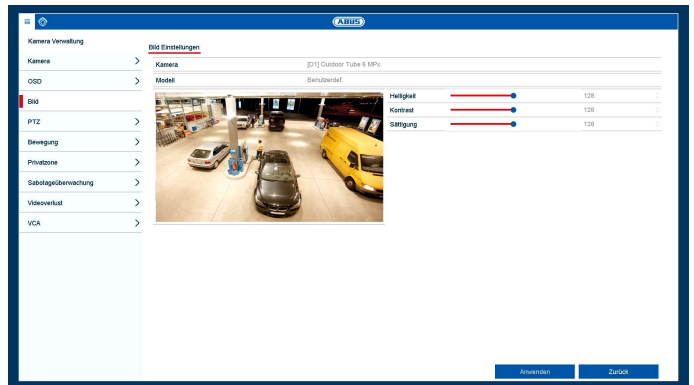 ABUS
Kamera Verwaltung
Bild Einstellungen
Kamera
OSD
Bild
PTZ
Bewegung
Privatzone
Sabotageüberwachung
Videoverlust
VCA
Kamera [D1] Outdoor Tube 6 MPx
Modell Benutzerdef.
Helligkeit 128
Kontrast 128
Sättigung 128
Anwenden Zurück